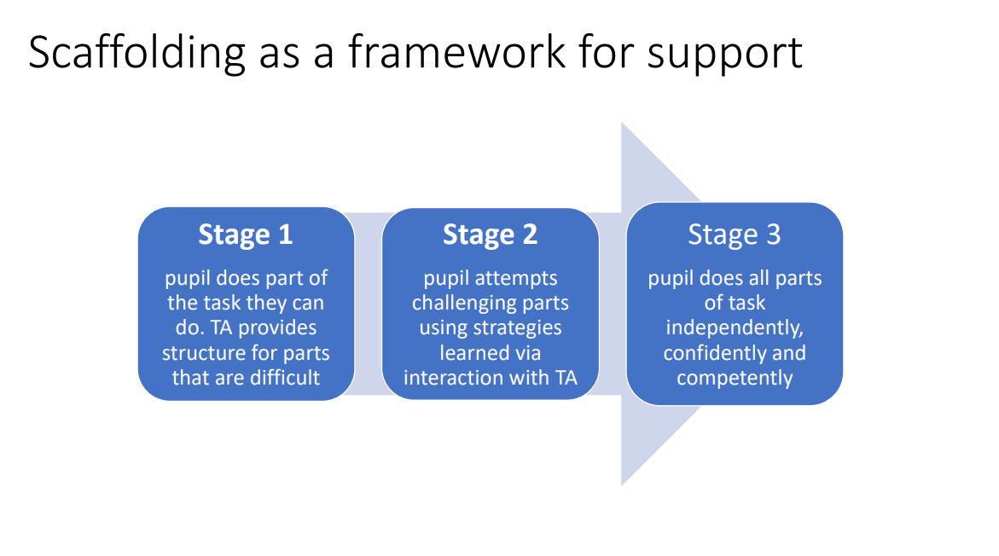 Scaffolding as a framework for support
Stage 1
pupil does part of
the task they can
do. TA provides
structure for parts
that are difficult
Stage 2
pupil attempts
challenging parts
using strategies
learned via
interaction with TA
Stage 3
pupil does all parts
of task
independently,
confidently and
competently